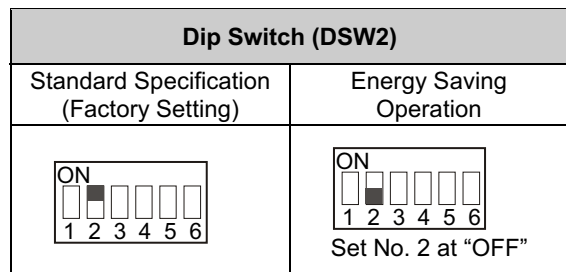 Dip Switch (DSW2)
Standard Specification
(Factory Setting)
Energy Saving
Operation
ON
1 2 3 4 5 6
ON
1 2 3 4 5 6
Set No. 2 at “OFF”